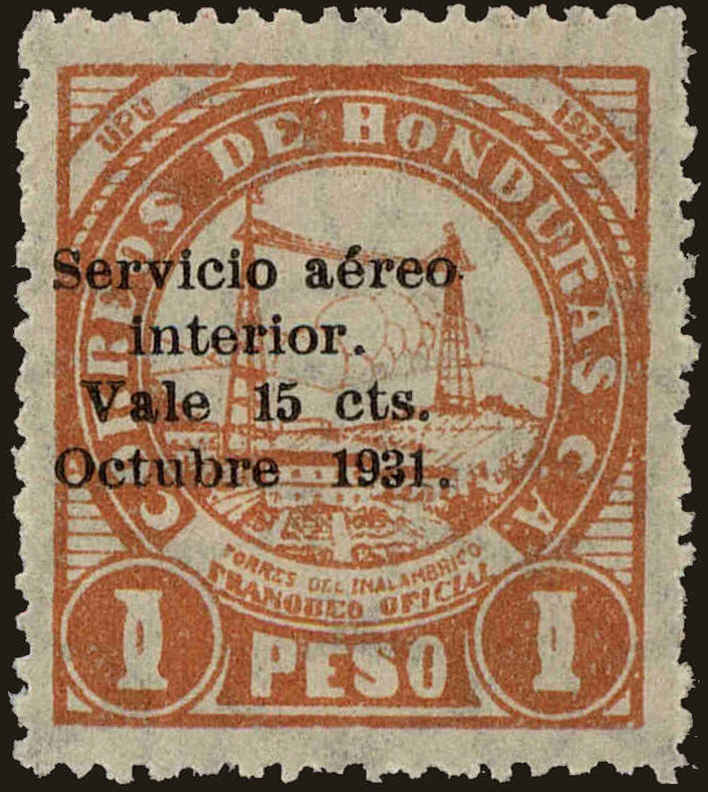 UPU 1937
CORREOS DE HONDURAS C.A.
Servicio aéreo
interior.
Vale 15 cts.
Octubre 1931.
TORRES DEL INALAMBRICO
FRANQUEO OFICIAL
1 PESO 1